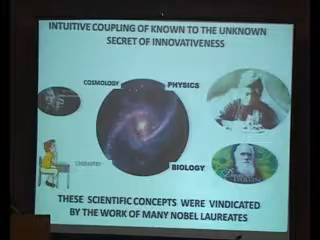 INTUITIVE COUPLING OF KNOWN TO THE UNKNOWN
SECRET OF INNOVATIVENESS
COSMOLOGY
PHYSICS
CHEMISTRY
BIOLOGY
THESE SCIENTIFIC CONCEPTS WERE VINDICATED
BY THE WORK OF MANY NOBEL LAUREATES